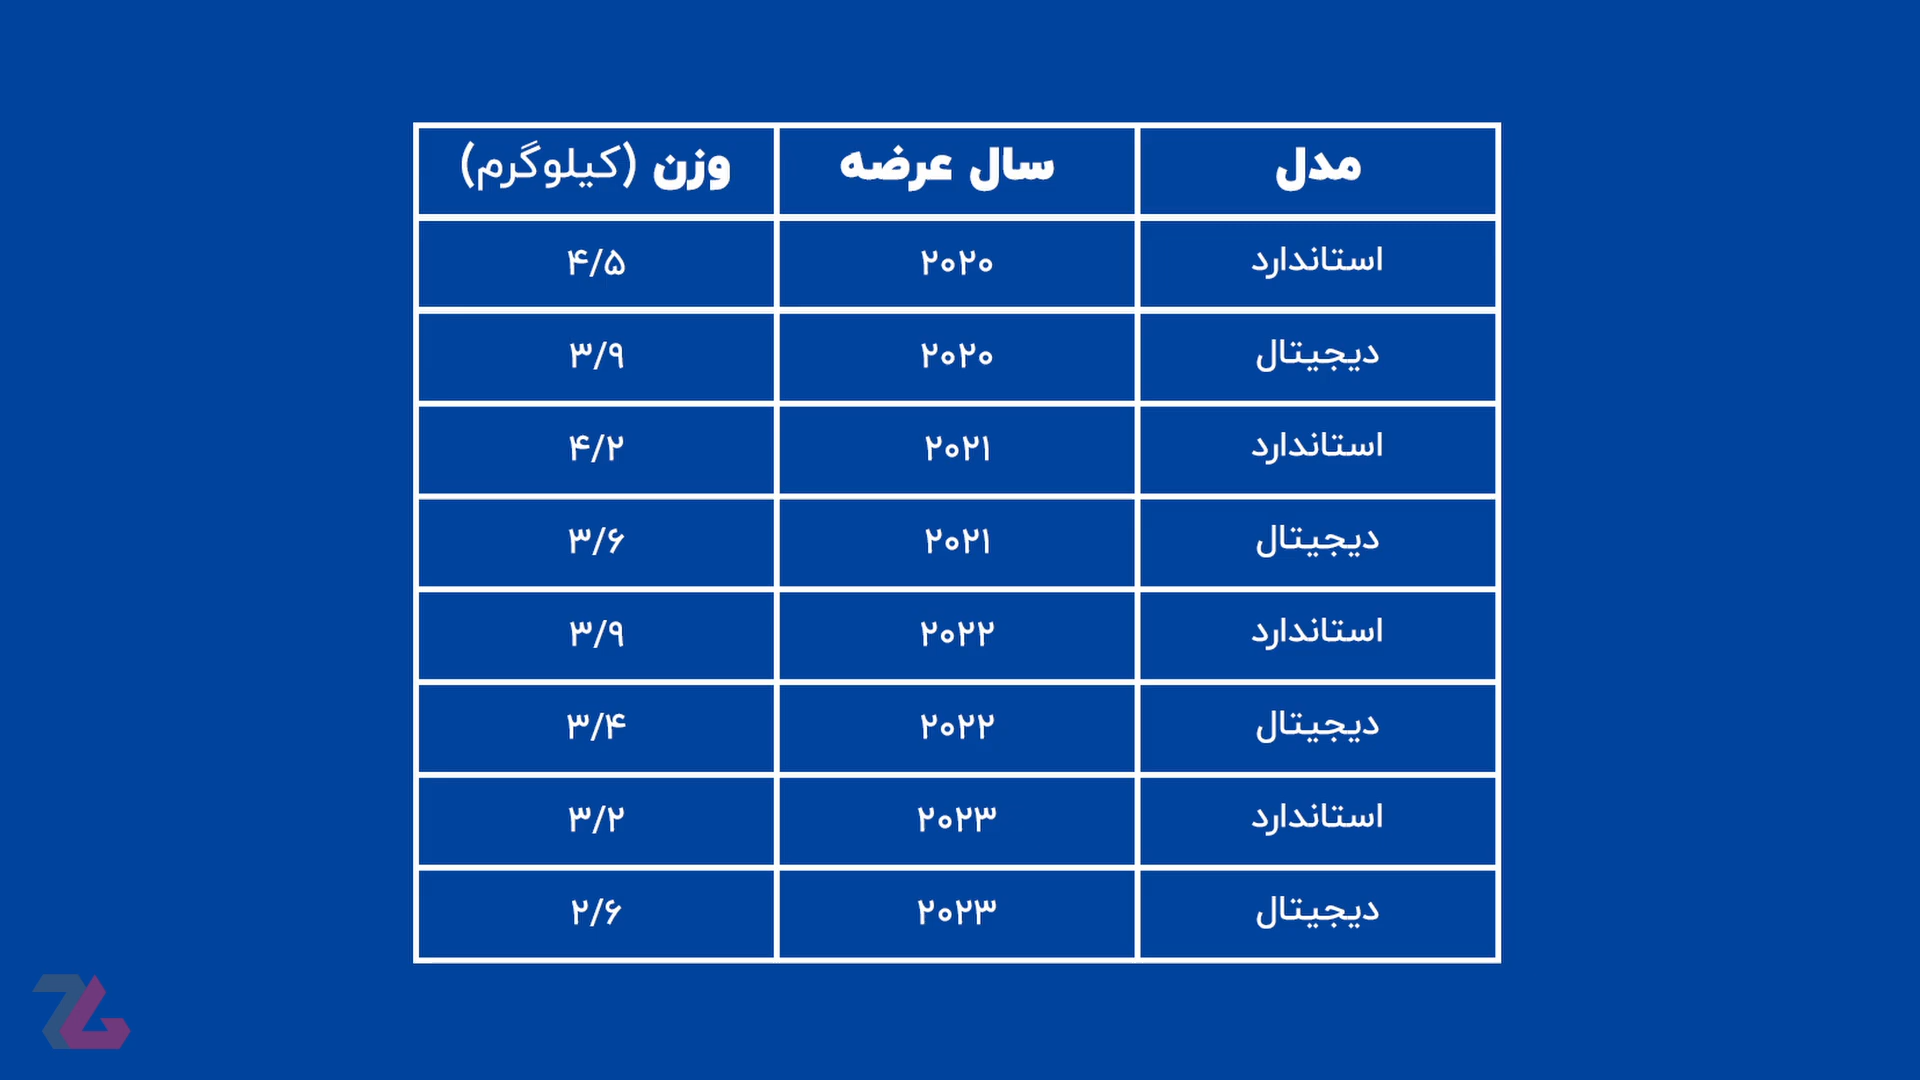 مدل سال عرضه وزن (کیلوگرم)
استاندارد ۲۰۲۰ ۴/۵
دیجیتال ۲۰۲۰ ۳/۹
استاندارد ۲۰۲۱ ۴/۲
دیجیتال ۲۰۲۱ ۳/۶
استاندارد ۲۰۲۲ ۳/۹
دیجیتال ۲۰۲۲ ۳/۴
استاندارد ۲۰۲۳ ۳/۲
دیجیتال ۲۰۲۳ ۲/۶